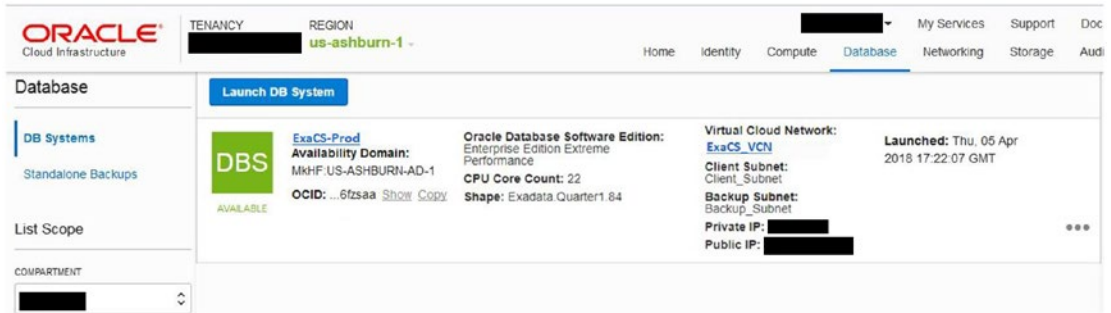 ORACLE®
Cloud Infrastructure
TENANCY
REGION
us-ashburn-1
My Services Support Doc
Home Identity Compute Database Networking Storage Audi
Database
DB Systems
Standalone Backups
List Scope
COMPARTMENT
Launch DB System
DBS
AVAILABLE
ExaCS-Prod
Availability Domain:
MkHF:US-ASHBURN-AD-1
OCID: ...6fzsaa Show Copy
Oracle Database Software Edition:
Enterprise Edition Extreme
Performance
CPU Core Count: 22
Shape: Exadata.Quarter1.84
Virtual Cloud Network:
ExaCS_VCN
Client Subnet:
Client_Subnet
Backup Subnet:
Backup_Subnet
Private IP:
Public IP:
Launched: Thu, 05 Apr
2018 17:22:07 GMT